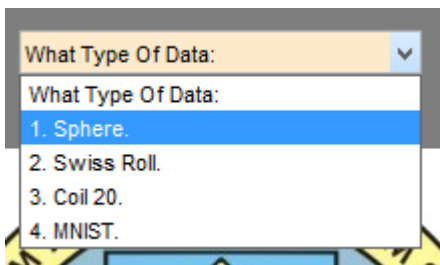 What Type Of Data:
What Type Of Data:
1. Sphere.
2. Swiss Roll.
3. Coil 20.
4. MNIST.